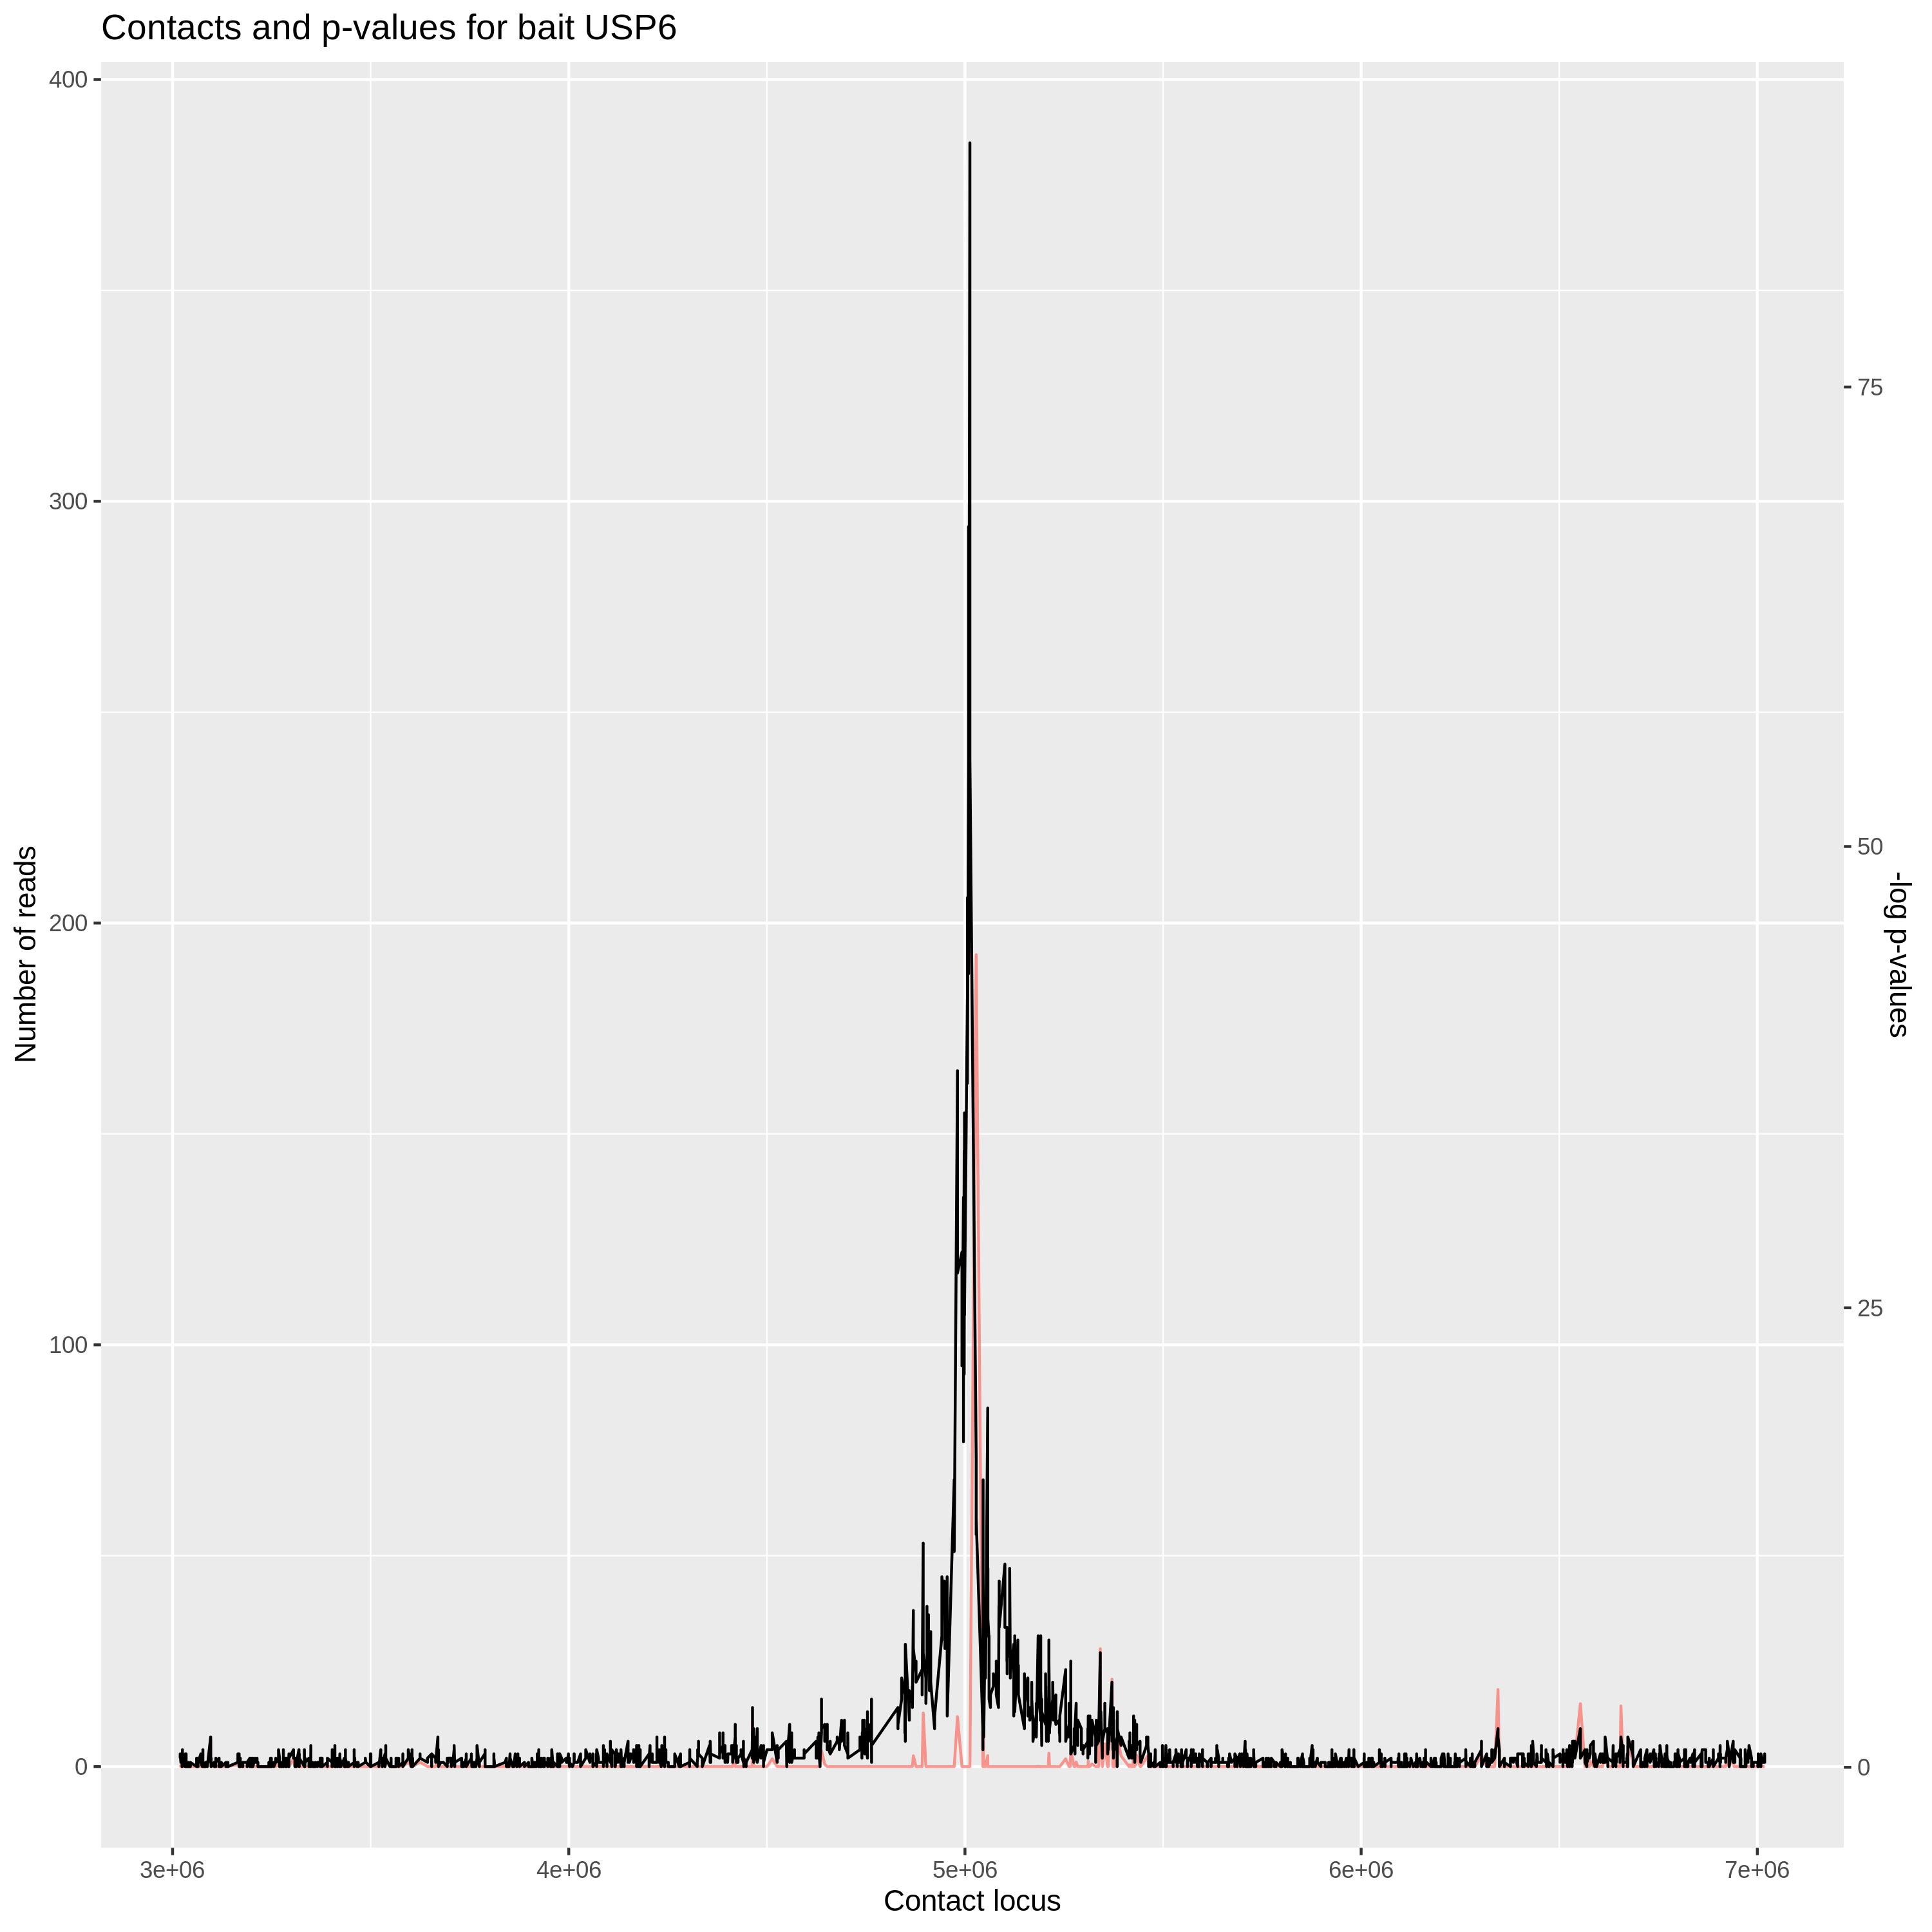 Contacts and p-values for bait USP6
400
300
200
100
0
Number of reads
75
50
25
0
-log p-values
3e+06 4e+06 5e+06 6e+06 7e+06
Contact locus